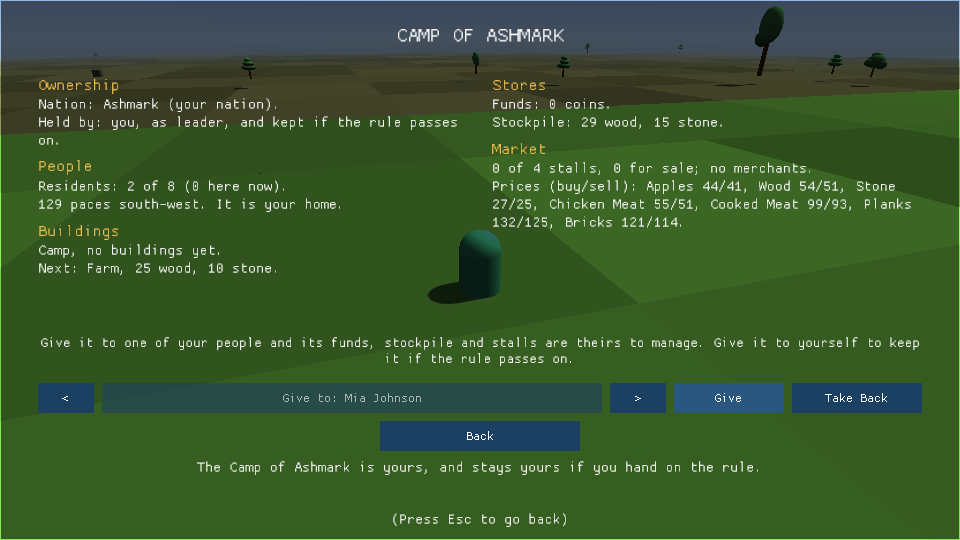 CAMP OF ASHMARK
Ownership
Nation: Ashmark (your nation).
Held by: you, as leader, and kept if the rule passes
on.
People
Residents: 2 of 8 (0 here now).
129 paces south-west. It is your home.
Buildings
Camp, no buildings yet.
Next: Farm, 25 wood, 10 stone.
Stores
Funds: 0 coins.
Stockpile: 29 wood, 15 stone.
Market
0 of 4 stalls, 0 for sale; no merchants.
Prices (buy/sell): Apples 44/41, Wood 54/51, Stone
27/25, Chicken Meat 55/51, Cooked Meat 99/93, Planks
132/125, Bricks 121/114.
Give it to one of your people and its funds, stockpile and stalls are theirs to manage. Give it to yourself to keep
it if the rule passes on.
< Give to: Mia Johnson > Give Take Back
Back
The Camp of Ashmark is yours, and stays yours if you hand on the rule.
(Press Esc to go back)